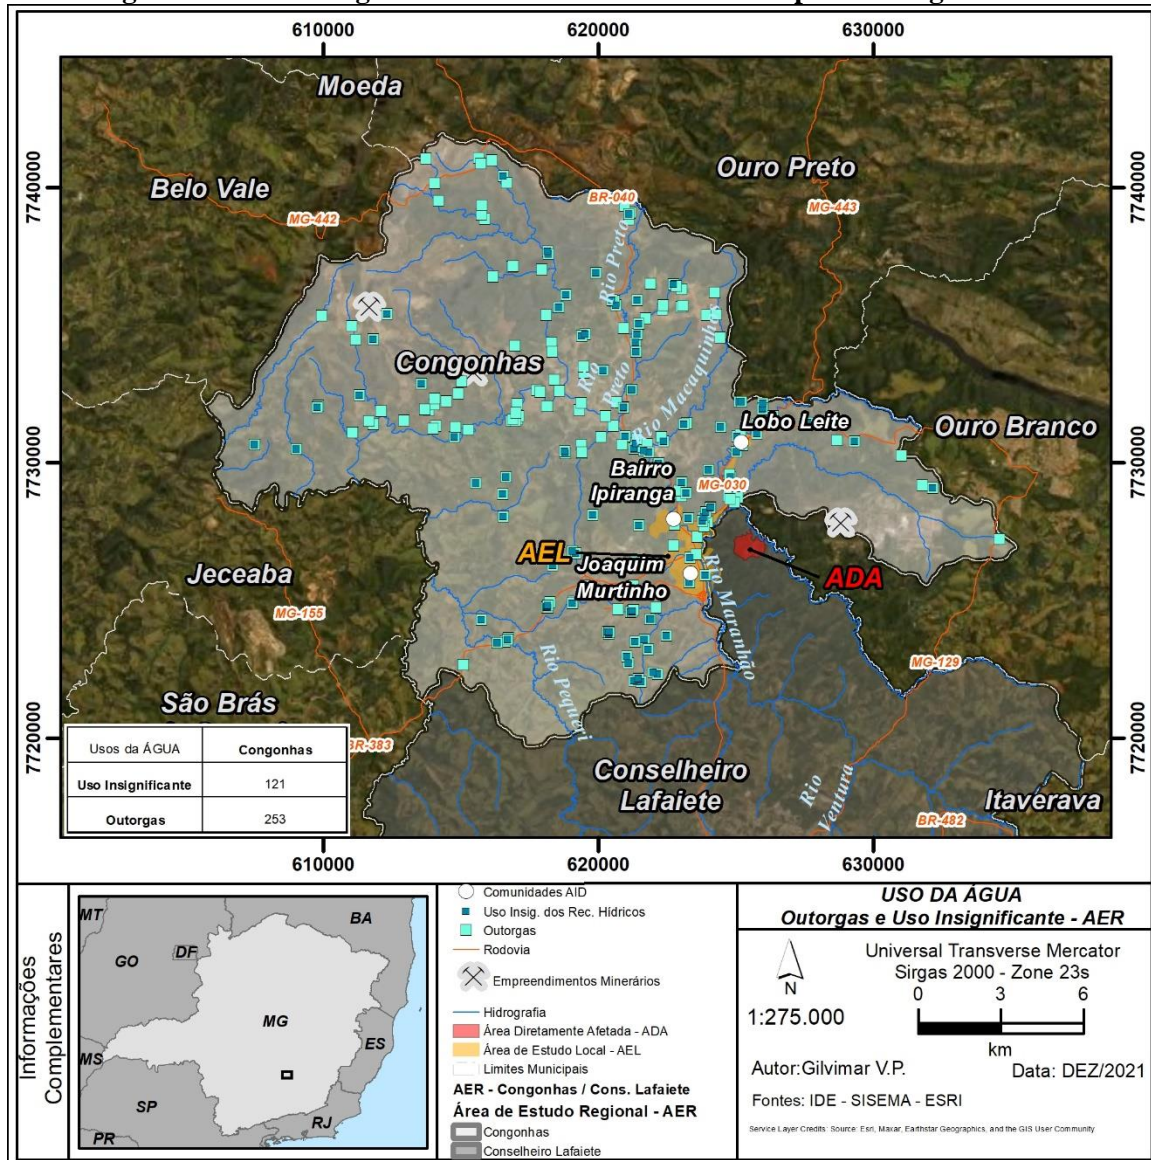 610000
620000
630000
Moeda
Ouro Preto
7740000
7740000
Belo Vale
BR-040
MG-442
MG-443
Rio Preta
Congonhas
Rio Preto
Rio Macaquinhos
Lobo Leite
Ouro Branco
7730000
7730000
Bairro
Ipiranga
MG-030
AEL
Joaquim
Murtinho
ADA
Jeceaba
MG-155
Rio Maranhão
Rio Pequeri
MG-129
São Brás
7720000
7720000
BR-383
Conselheiro
Lafaiete
Rio Ventura
Itaverava
BR-482
Usos da ÁGUA Congonhas
Uso Insignificante 121
Outorgas 253
610000
620000
630000
Informações
Complementares
MT
BA
GO
DF
MG
ES
MS
SP
RJ
PR
Comunidades AID
Uso Insig. dos Rec. Hídricos
Outorgas
Rodovia
Empreendimentos Minerários
Hidrografia
Área Diretamente Afetada - ADA
Área de Estudo Local - AEL
Limites Municipais
AER - Congonhas / Cons. Lafaiete
Área de Estudo Regional - AER
Congonhas
Conselheiro Lafaiete
USO DA ÁGUA
Outorgas e Uso Insignificante - AER
N
1:275.000
Universal Transverse Mercator
Sirgas 2000 - Zone 23s
0 3 6
km
Autor:Gilvimar V.P. Data: DEZ/2021
Fontes: IDE - SISEMA - ESRI
Service Layer Credits: Source: Esri, Maxar, Earthstar Geographics, and the GIS User Community